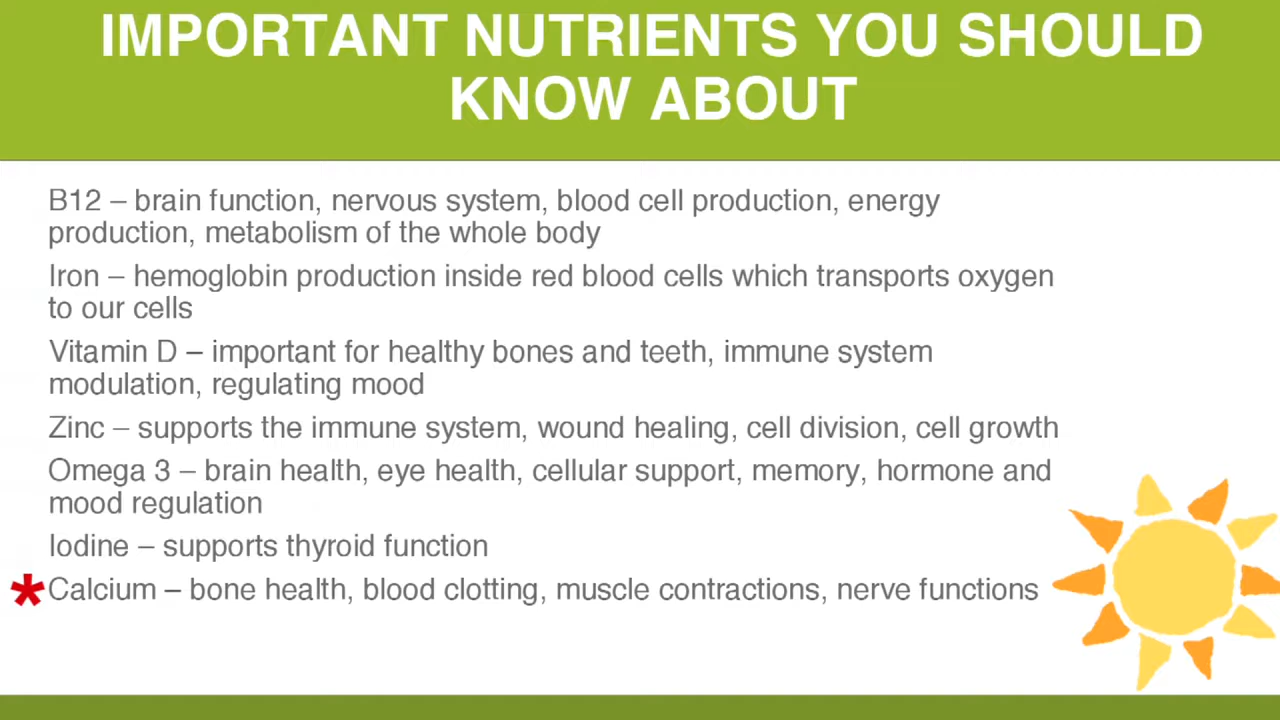 IMPORTANT NUTRIENTS YOU SHOULD
KNOW ABOUT
B12 – brain function, nervous system, blood cell production, energy
production, metabolism of the whole body
Iron – hemoglobin production inside red blood cells which transports oxygen
to our cells
Vitamin D – important for healthy bones and teeth, immune system
modulation, regulating mood
Zinc – supports the immune system, wound healing, cell division, cell growth
Omega 3 – brain health, eye health, cellular support, memory, hormone and
mood regulation
Iodine – supports thyroid function
*Calcium – bone health, blood clotting, muscle contractions, nerve functions